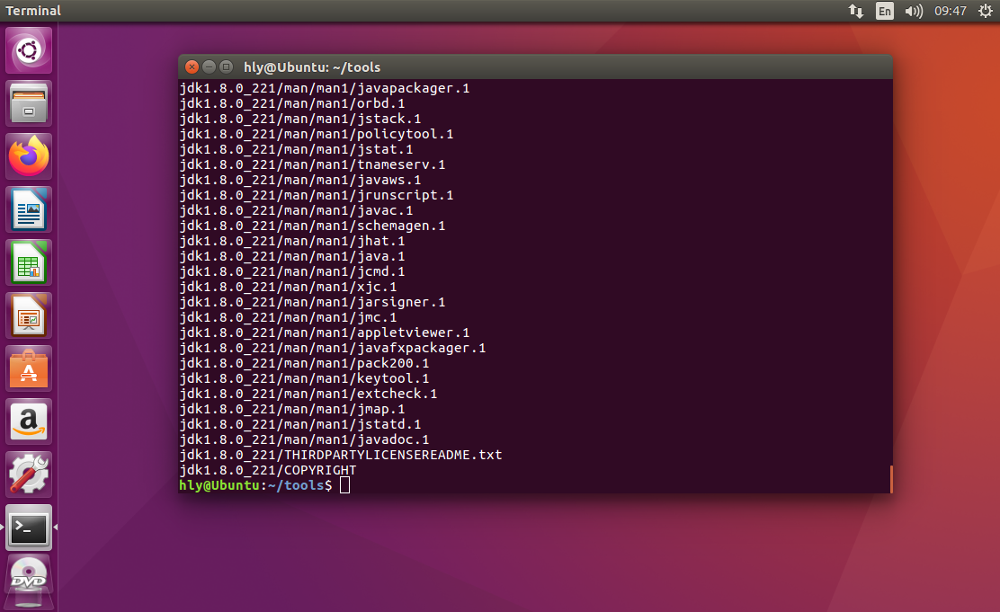 Terminal
En
09:47
hly@Ubuntu: ~/tools
jdk1.8.0_221/man/man1/javapackager.1
jdk1.8.0_221/man/man1/orbd.1
jdk1.8.0_221/man/man1/jstack.1
jdk1.8.0_221/man/man1/policytool.1
jdk1.8.0_221/man/man1/jstat.1
jdk1.8.0_221/man/man1/tnameserv.1
jdk1.8.0_221/man/man1/javaws.1
jdk1.8.0_221/man/man1/jrunscript.1
jdk1.8.0_221/man/man1/javac.1
jdk1.8.0_221/man/man1/schemagen.1
jdk1.8.0_221/man/man1/jhat.1
jdk1.8.0_221/man/man1/java.1
jdk1.8.0_221/man/man1/jcmd.1
jdk1.8.0_221/man/man1/xjc.1
jdk1.8.0_221/man/man1/jarsigner.1
jdk1.8.0_221/man/man1/jmc.1
jdk1.8.0_221/man/man1/appletviewer.1
jdk1.8.0_221/man/man1/javafxpackager.1
jdk1.8.0_221/man/man1/pack200.1
jdk1.8.0_221/man/man1/keytool.1
jdk1.8.0_221/man/man1/extcheck.1
jdk1.8.0_221/man/man1/jmap.1
jdk1.8.0_221/man/man1/jstatd.1
jdk1.8.0_221/man/man1/javadoc.1
jdk1.8.0_221/THIRDPARTYLICENSEREADME.txt
jdk1.8.0_221/COPYRIGHT
hly@Ubuntu:~/tools$
A
a
>_
DVD